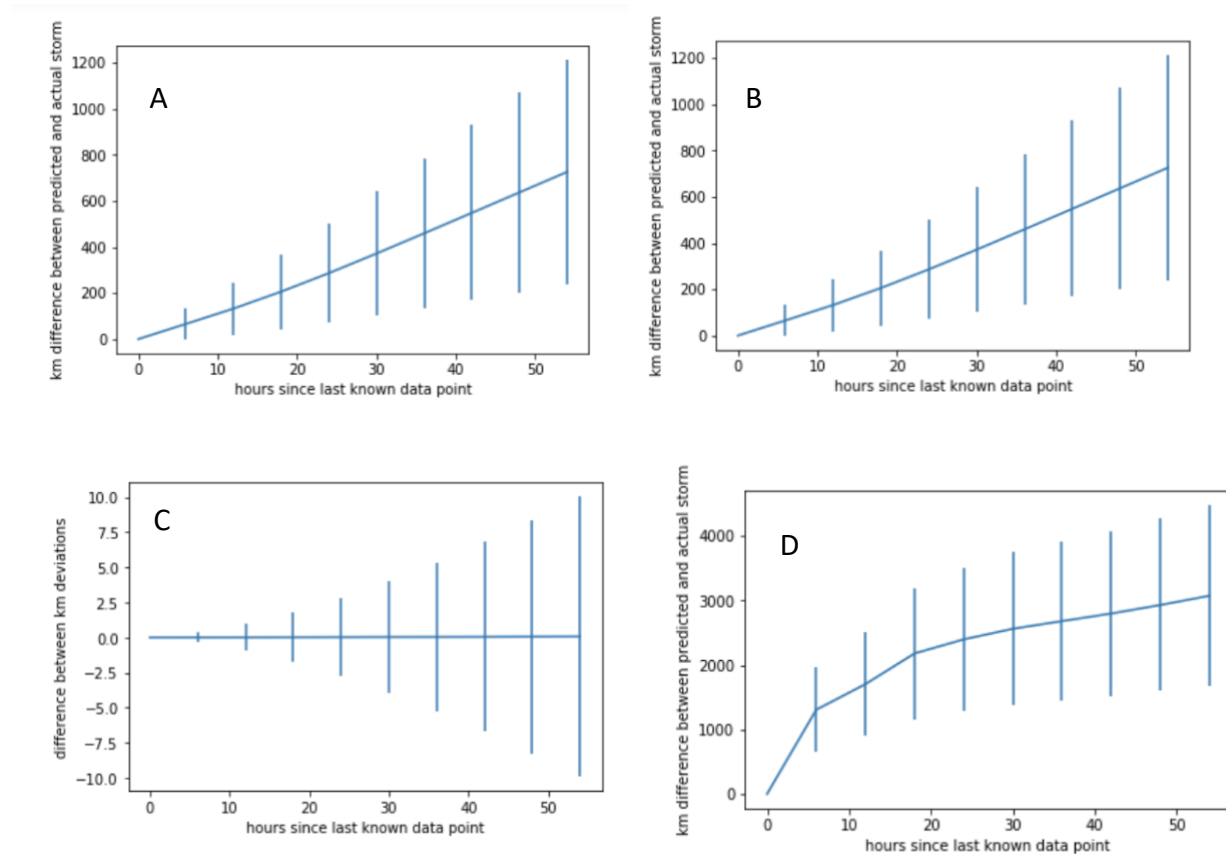 km difference between predicted and actual storm
A
1200
1000
800
600
400
200
0
0 10 20 30 40 50
hours since last known data point
km difference between predicted and actual storm
B
1200
1000
800
600
400
200
0
0 10 20 30 40 50
hours since last known data point
difference between km deviations
C
10.0
7.5
5.0
2.5
0.0
−2.5
−5.0
−7.5
−10.0
0 10 20 30 40 50
hours since last known data point
km difference between predicted and actual storm
D
4000
3000
2000
1000
0
0 10 20 30 40 50
hours since last known data point